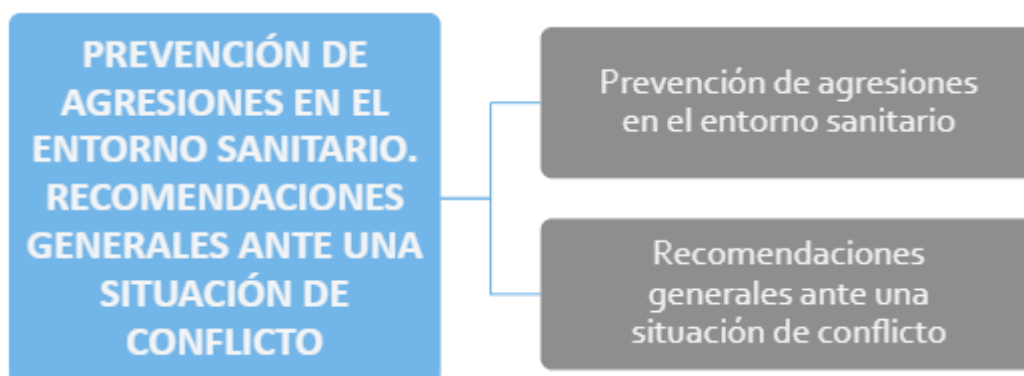 PREVENCIÓN DE
AGRESIONES EN EL
ENTORNO SANITARIO.
RECOMENDACIONES
GENERALES ANTE UNA
SITUACIÓN DE
CONFLICTO
Prevención de agresiones
en el entorno sanitario
Recomendaciones
generales ante una
situación de conflicto